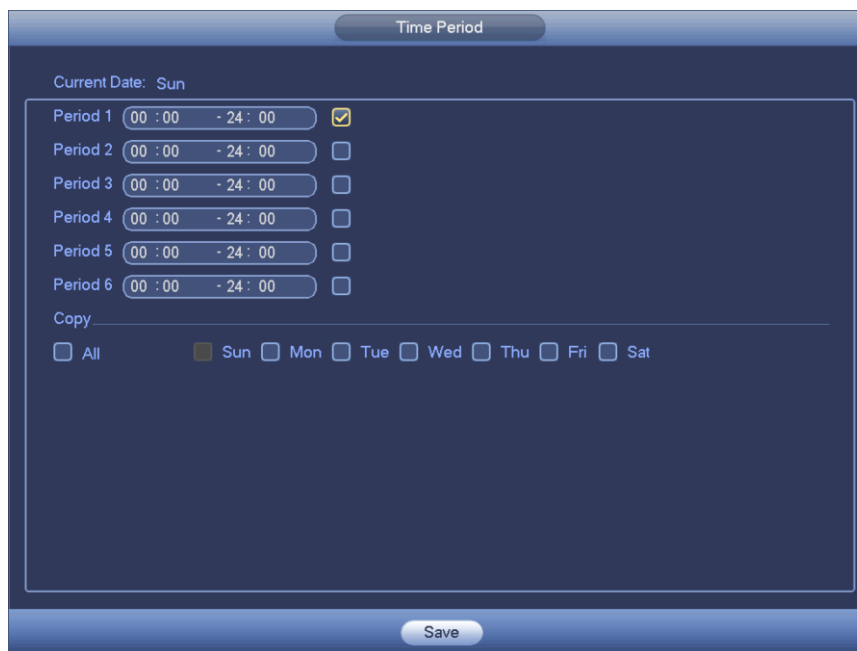 Time Period
Current Date: Sun
Period 1 00 :00 - 24 : 00
Period 2 00 :00 - 24 : 00
Period 3 00 :00 - 24 : 00
Period 4 00 :00 - 24 : 00
Period 5 00 :00 - 24 : 00
Period 6 00 :00 - 24 : 00
Copy
All Sun Mon Tue Wed Thu Fri Sat
Save